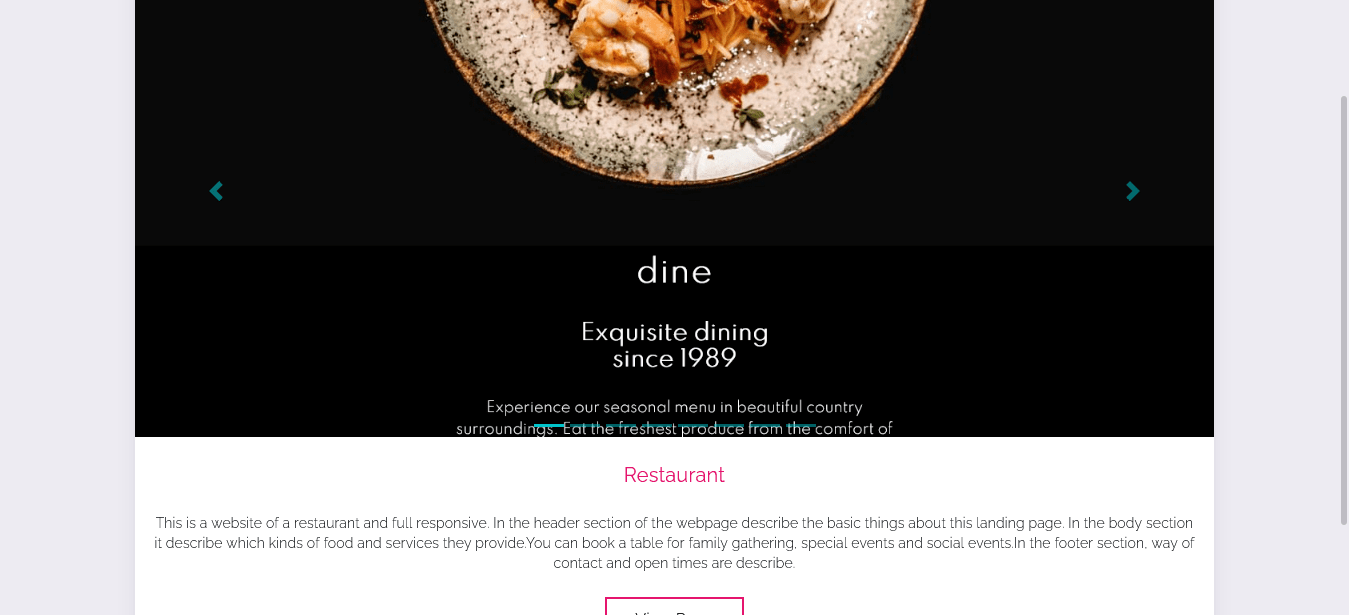 dine
Exquisite dining
since 1989
Experience our seasonal menu in beautiful country
surroundings. Eat the freshest produce from the comfort of
Restaurant
This is a website of a restaurant and full responsive. In the header section of the webpage describe the basic things about this landing page. In the body section
it describe which kinds of food and services they provide.You can book a table for family gathering, special events and social events.In the footer section, way of
contact and open times are describe.